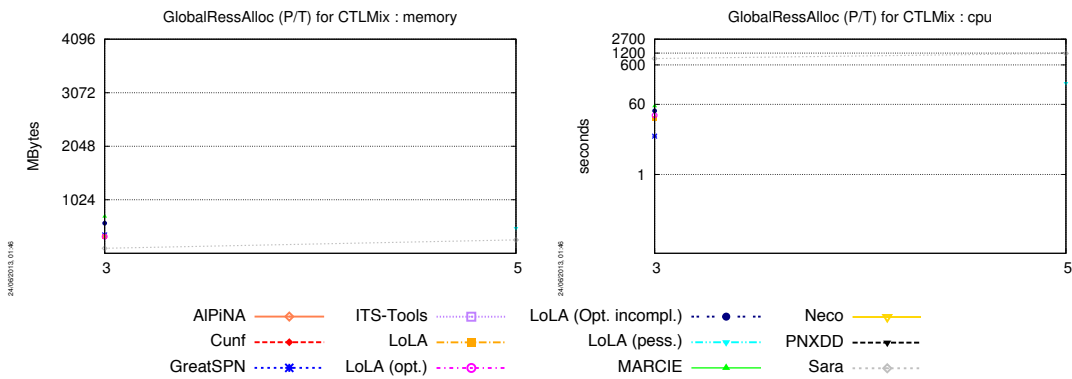 GlobalRessAlloc (P/T) for CTLMix : memory
4096
3072
2048
1024
MBytes
3
5
24/06/2013, 01:46
GlobalRessAlloc (P/T) for CTLMix : cpu
2700
1200
600
60
1
seconds
3
5
24/06/2013, 01:46
AlPiNA
ITS-Tools
LoLA (Opt. incompl.)
Neco
Cunf
LoLA
LoLA (pess.)
PNXDD
GreatSPN
LoLA (opt.)
MARCIE
Sara